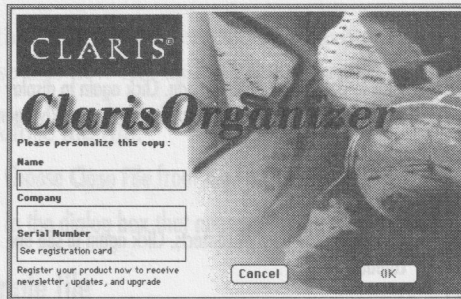 CLARIS®
ClarisOrganizer
Please personalize this copy :
Name
Company
Serial Number
See registration card
Register your product now to receive
newsletter, updates, and upgrade
Cancel
OK